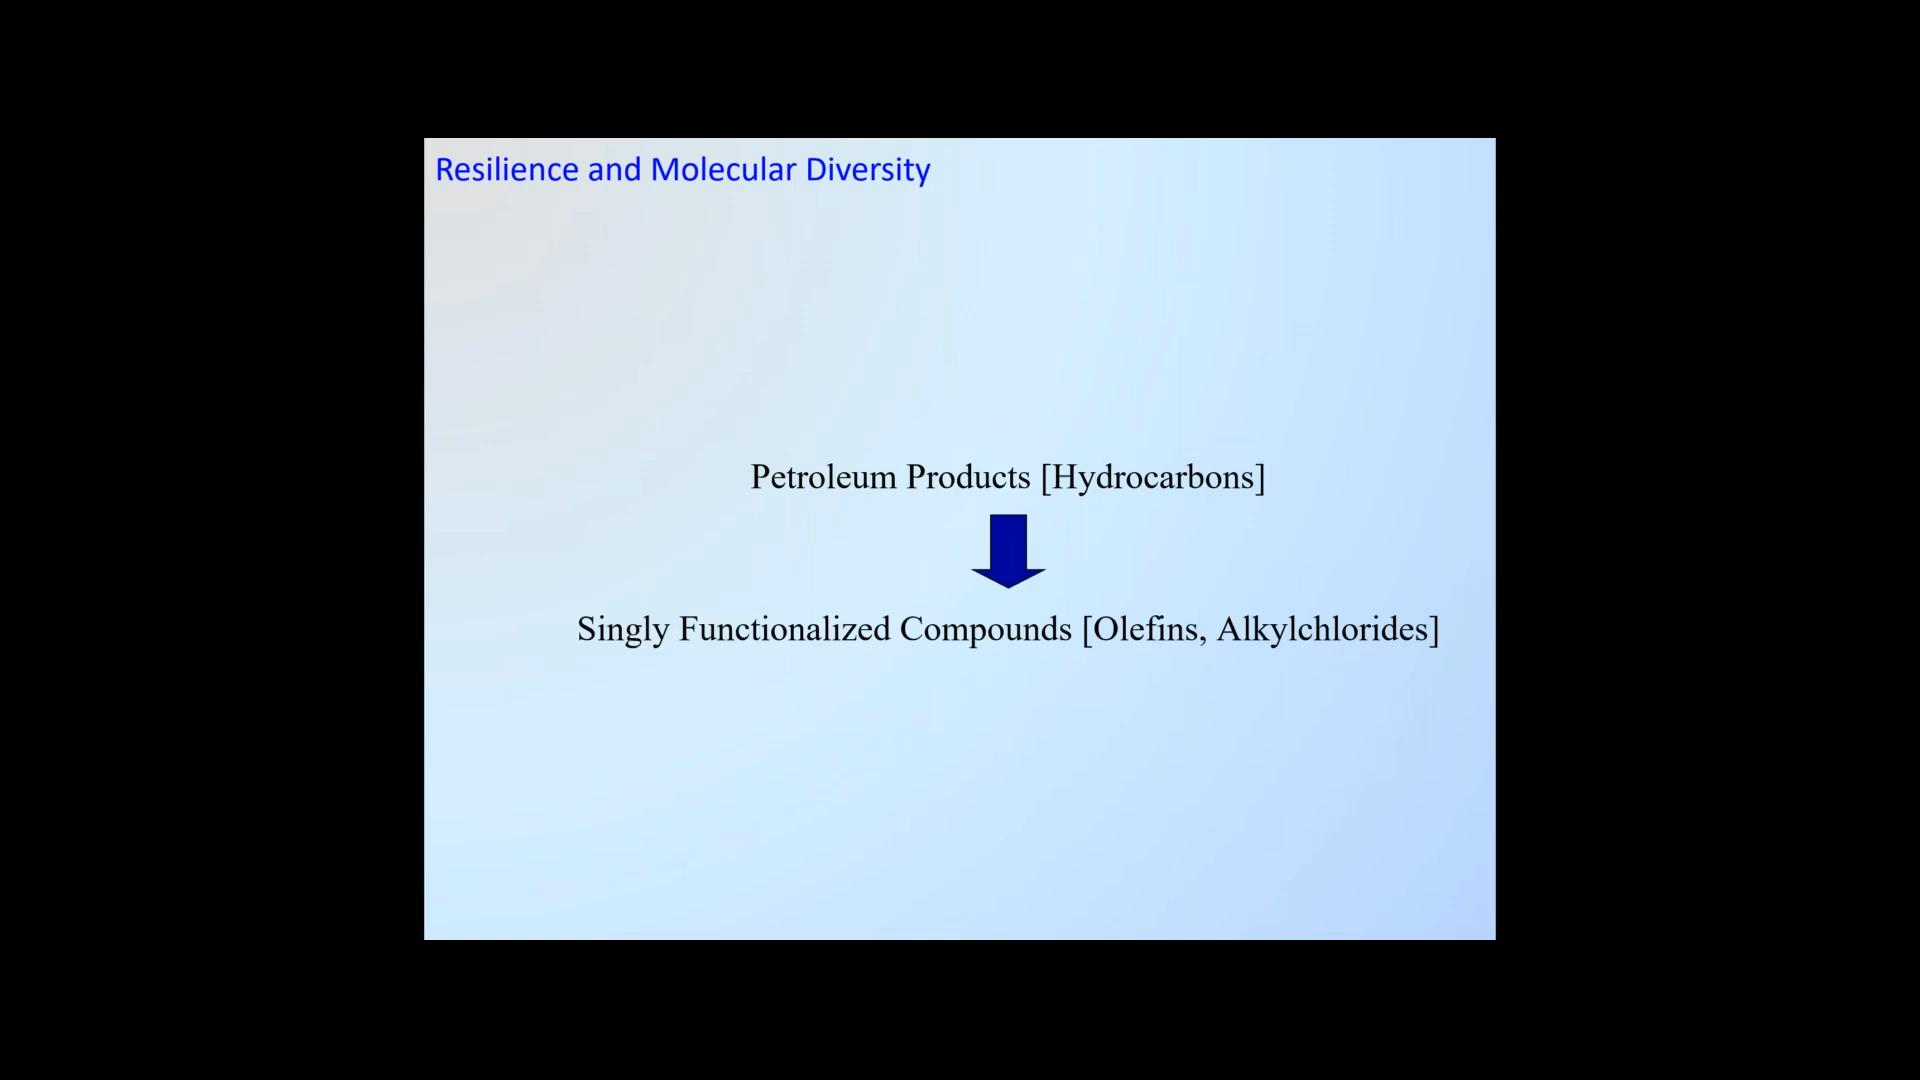 Resilience and Molecular Diversity
Petroleum Products [Hydrocarbons]
Singly Functionalized Compounds [Olefins, Alkylchlorides]